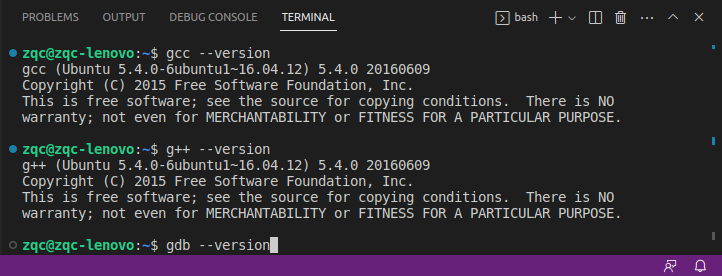 PROBLEMS OUTPUT DEBUG CONSOLE TERMINAL bash
zqc@zqc-lenovo:~$ gcc --version
gcc (Ubuntu 5.4.0-6ubuntu1~16.04.12) 5.4.0 20160609
Copyright (C) 2015 Free Software Foundation, Inc.
This is free software; see the source for copying conditions.  There is NO
warranty; not even for MERCHANTABILITY or FITNESS FOR A PARTICULAR PURPOSE.
zqc@zqc-lenovo:~$ g++ --version
g++ (Ubuntu 5.4.0-6ubuntu1~16.04.12) 5.4.0 20160609
Copyright (C) 2015 Free Software Foundation, Inc.
This is free software; see the source for copying conditions.  There is NO
warranty; not even for MERCHANTABILITY or FITNESS FOR A PARTICULAR PURPOSE.
zqc@zqc-lenovo:~$ gdb --version